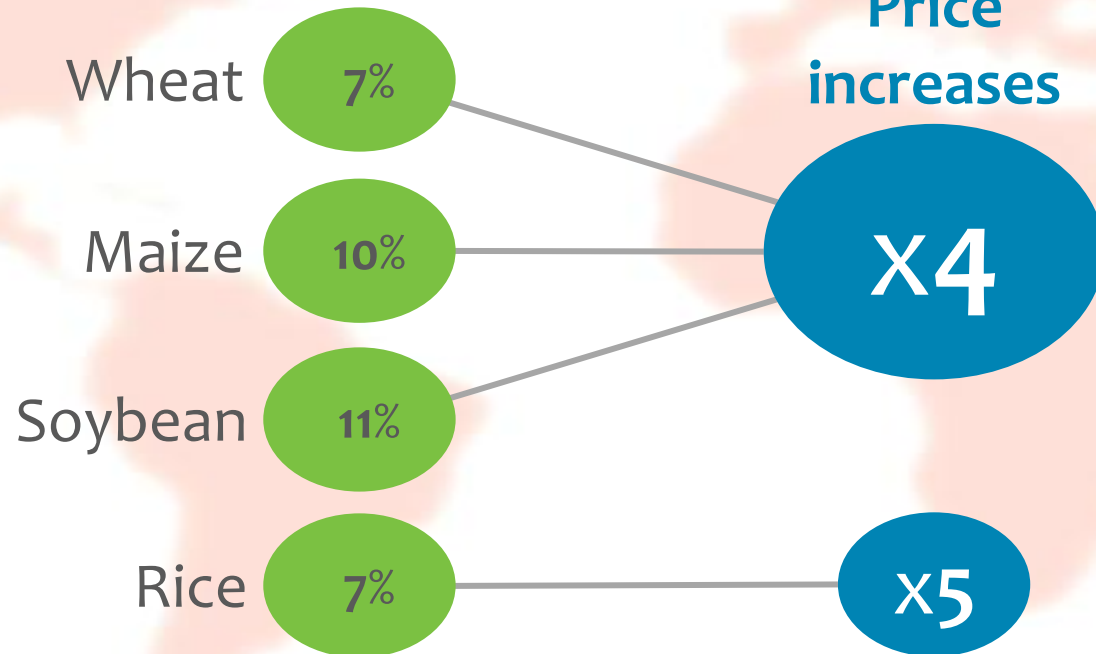 Price
increases
Wheat 7%
Maize 10%
x4
Soybean 11%
Rice 7%
x5